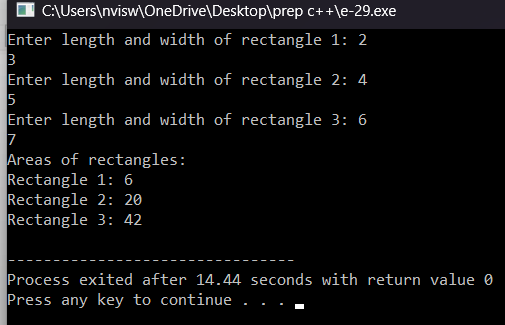 C:\Users\nvisw\OneDrive\Desktop\prep c++\e-29.exe
Enter length and width of rectangle 1: 2
3
Enter length and width of rectangle 2: 4
5
Enter length and width of rectangle 3: 6
7
Areas of rectangles:
Rectangle 1: 6
Rectangle 2: 20
Rectangle 3: 42
--------------------------------
Process exited after 14.44 seconds with return value 0
Press any key to continue . . .